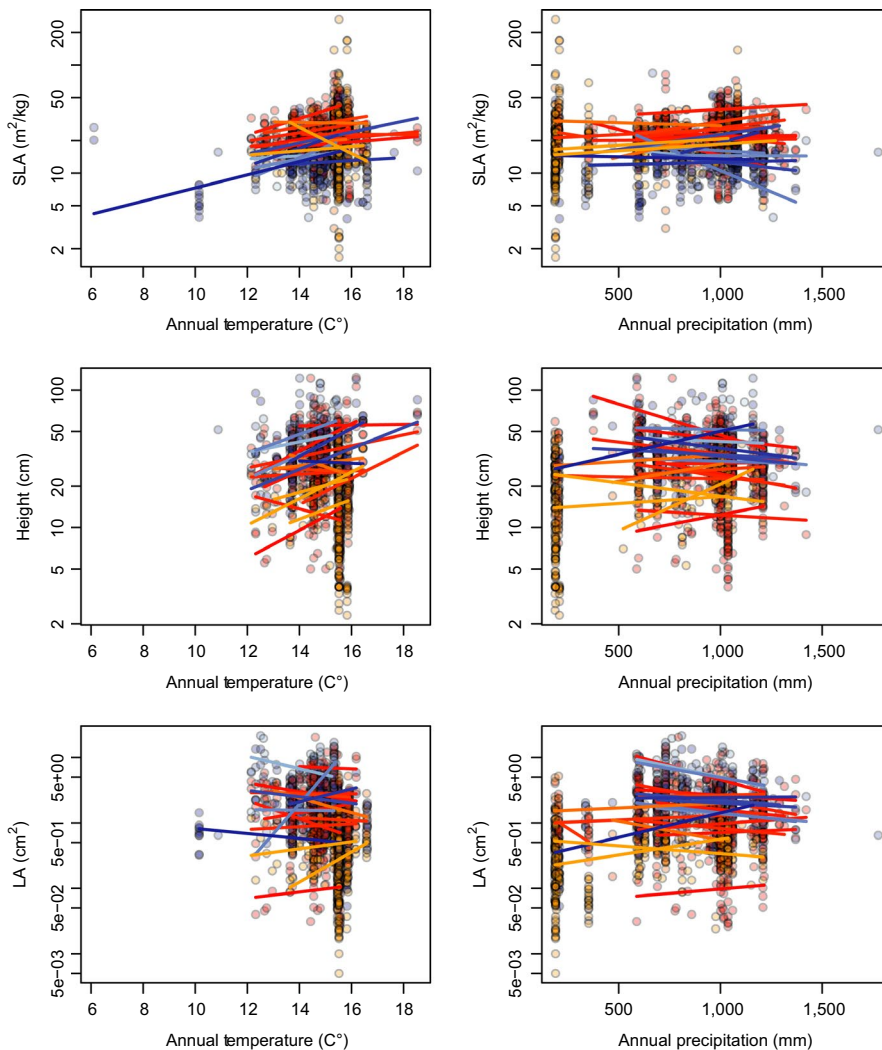 200
50
20
10
5
2
SLA (m²/kg)
6 8 10 12 14 16 18
Annual temperature (C°)
200
50
20
10
5
2
SLA (m²/kg)
500 1,000 1,500
Annual precipitation (mm)
100
50
20
10
5
2
Height (cm)
6 8 10 12 14 16 18
Annual temperature (C°)
100
50
20
10
5
2
Height (cm)
500 1,000 1,500
Annual precipitation (mm)
5e+00
5e−01
5e−02
5e−03
LA (cm²)
6 8 10 12 14 16 18
Annual temperature (C°)
5e+00
5e−01
5e−02
5e−03
LA (cm²)
500 1,000 1,500
Annual precipitation (mm)